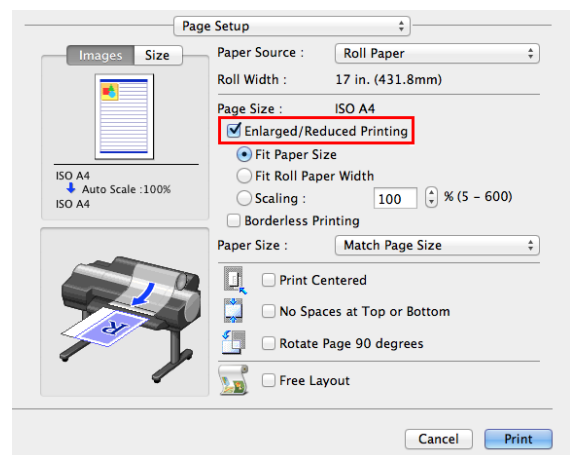 Page Setup
Images Size
Paper Source : Roll Paper
Roll Width : 17 in. (431.8mm)
Page Size : ISO A4
Enlarged/Reduced Printing
Fit Paper Size
Fit Roll Paper Width
Scaling : 100 % (5 - 600)
Borderless Printing
ISO A4
Auto Scale :100%
ISO A4
Paper Size : Match Page Size
Print Centered
No Spaces at Top or Bottom
Rotate Page 90 degrees
Free Layout
R
Cancel Print